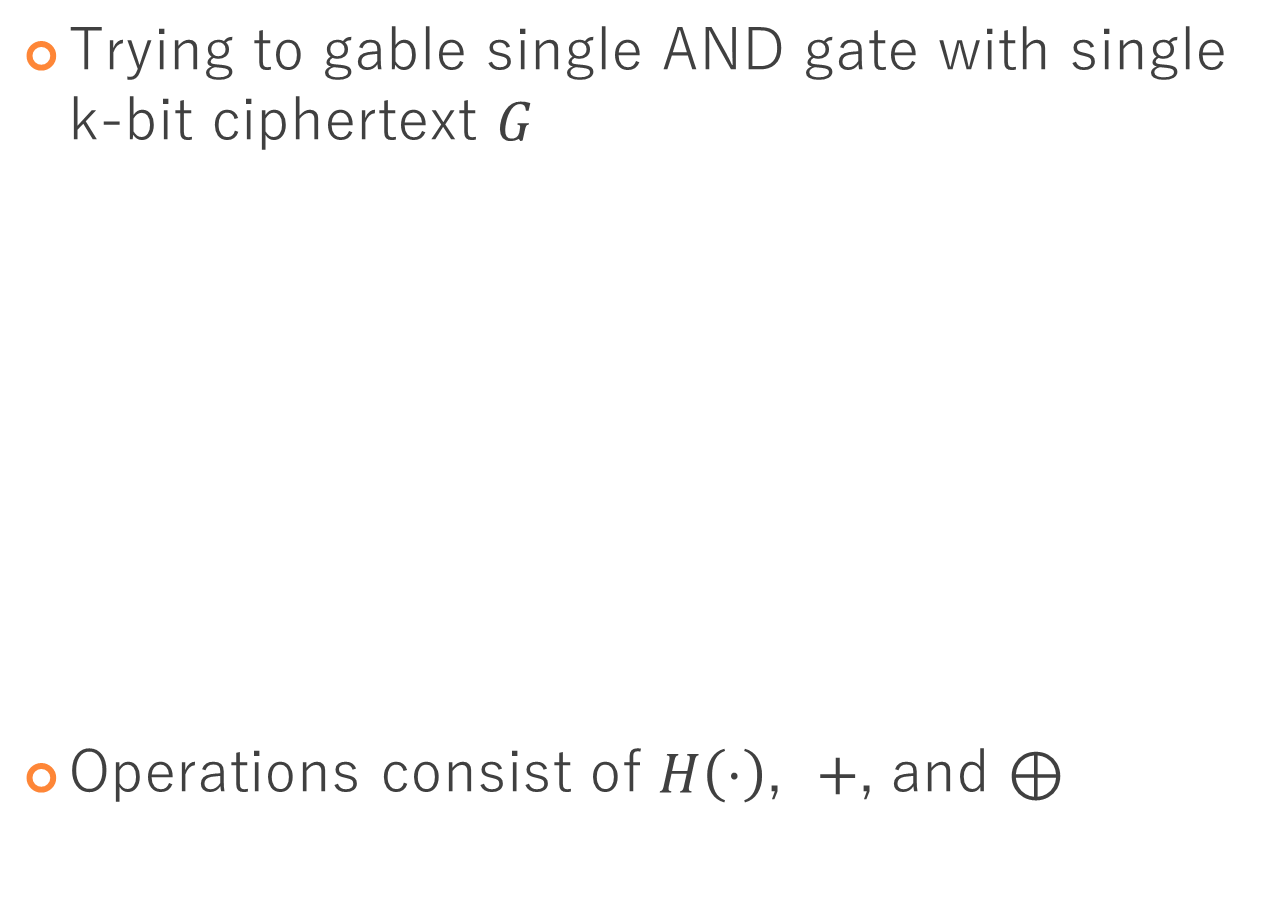 Trying to gable single AND gate with single
k-bit ciphertext G
Operations consist of H(·), +, and ⊕